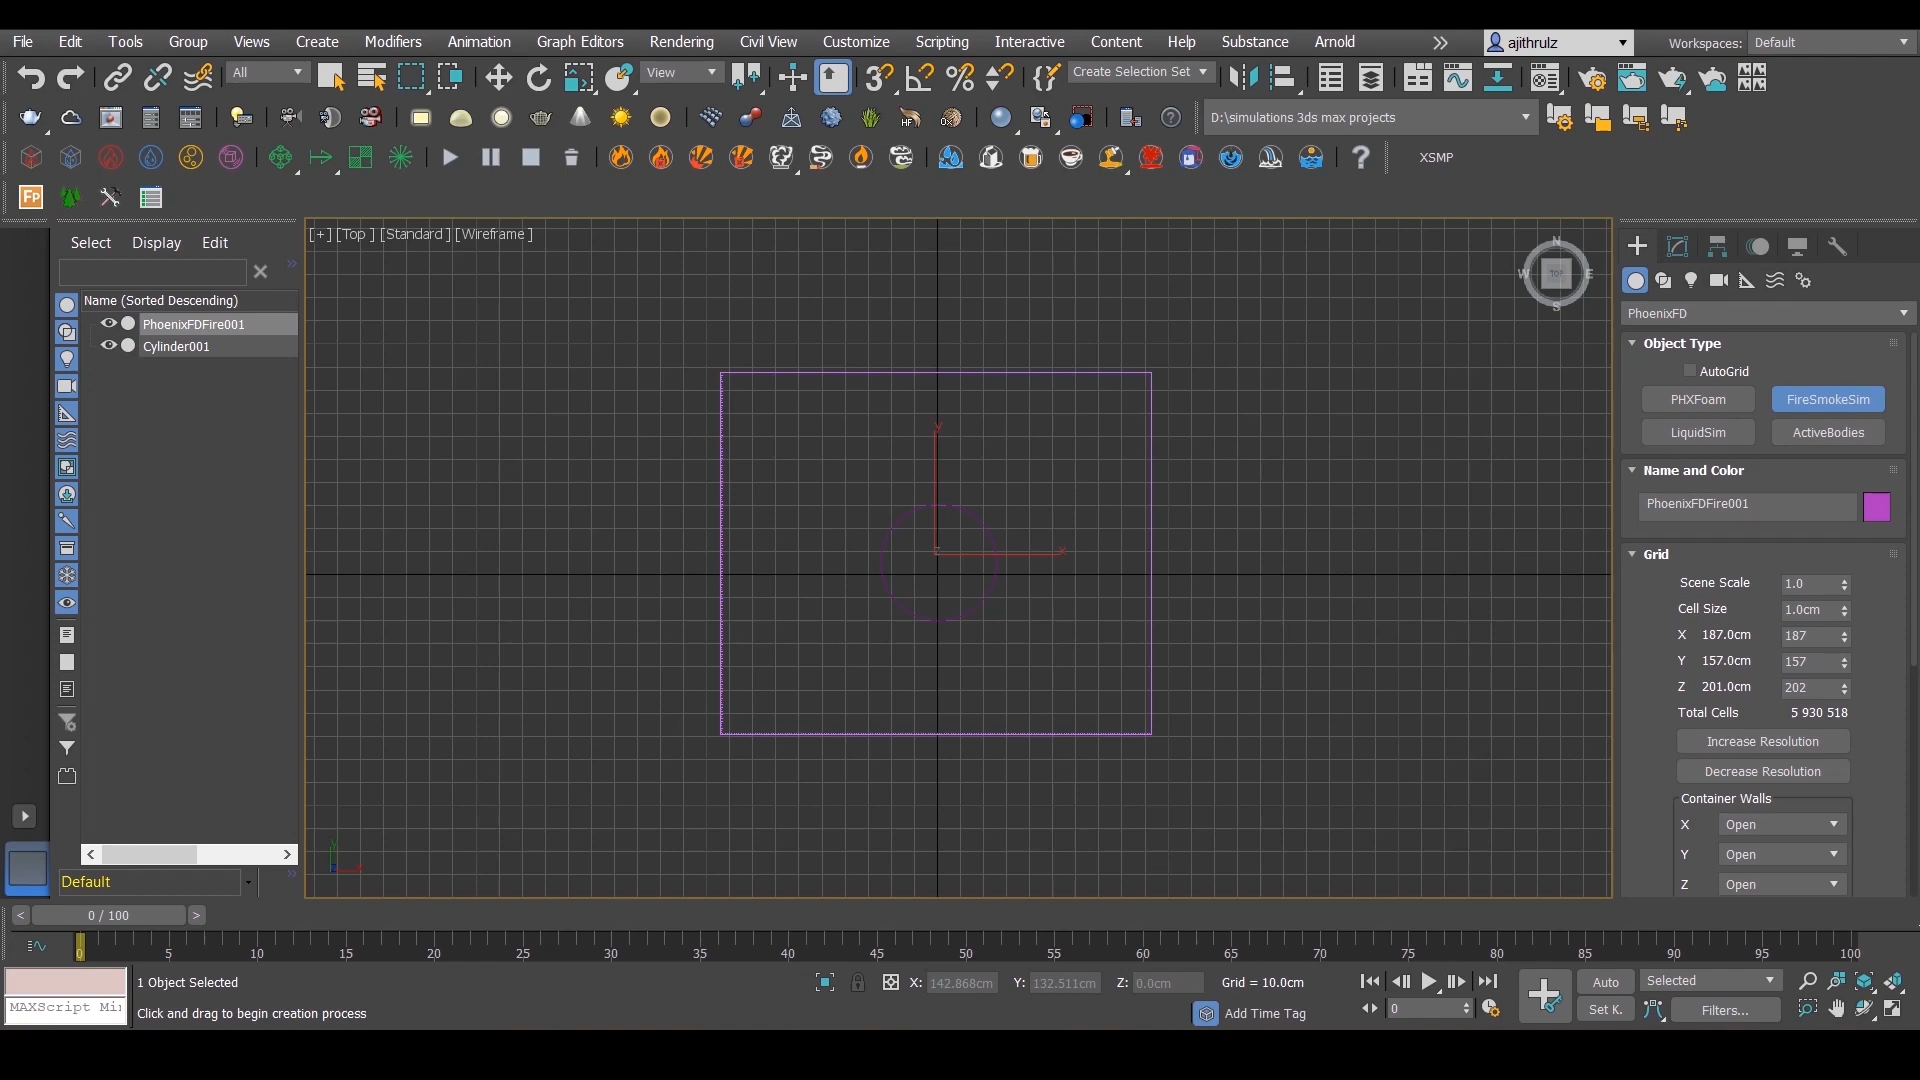 File Edit Tools Group Views Create Modifiers Animation Graph Editors Rendering Civil View Customize Scripting Interactive Content Help Substance Arnold ajithrulz Workspaces: Default
All View Create Selection Set
D:\simulations 3ds max projects
XSMP
Fp
Select Display Edit
[+] [Top ] [Standard ] [Wireframe ]
N
W TOP E
S
Name (Sorted Descending)
PhoenixFDFire001
Cylinder001
PhoenixFD
Object Type
AutoGrid
PHXFoam FireSmokeSim
LiquidSim ActiveBodies
Name and Color
PhoenixFDFire001
Grid
Scene Scale 1.0
Cell Size 1.0cm
X 187.0cm 187
Y 157.0cm 157
Z 201.0cm 202
Total Cells 5 930 518
Increase Resolution
Decrease Resolution
Container Walls
X Open
Y Open
Z Open
y
x
Default
0 / 100
0 5 10 15 20 25 30 35 40 45 50 55 60 65 70 75 80 85 90 95 100
1 Object Selected X: 142.868cm Y: 132.511cm Z: 0.0cm Grid = 10.0cm Auto Selected
MAXScript Mi
Click and drag to begin creation process Add Time Tag 0 Set K. Filters...